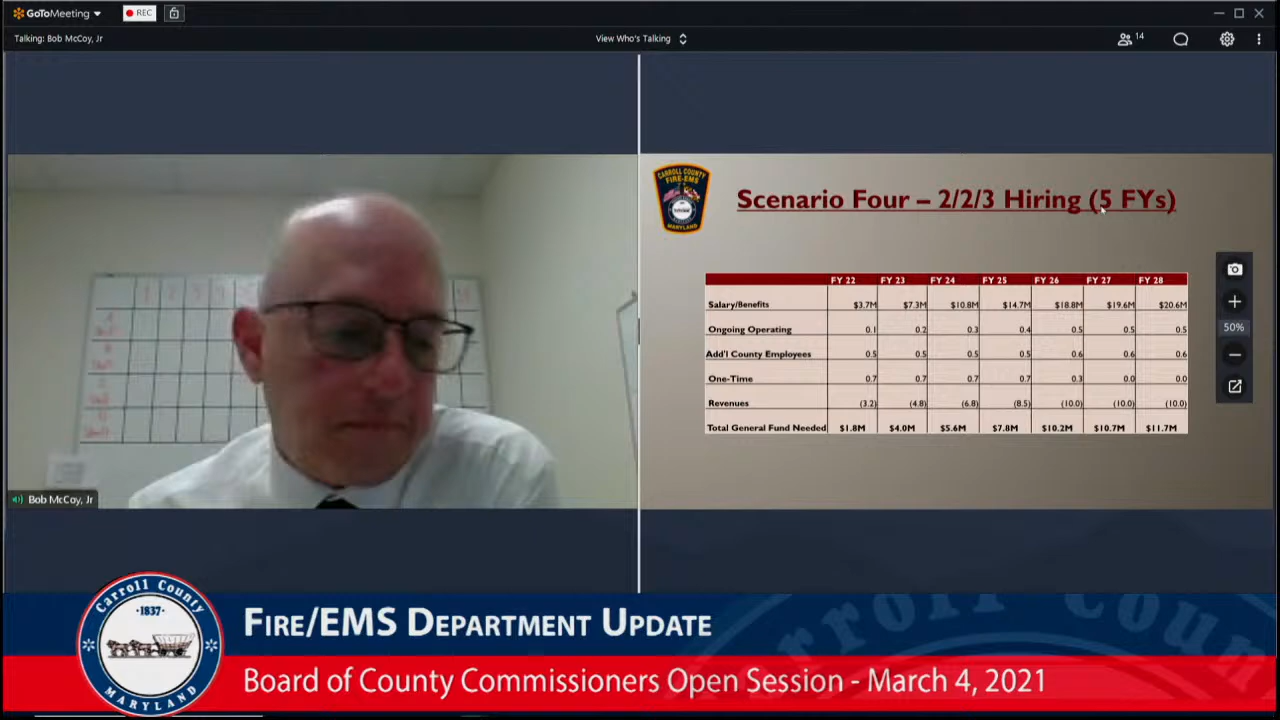 GoToMeeting
REC
Talking: Bob McCoy, Jr
View Who's Talking
14
CARROLL COUNTY
FIRE-EMS
MARYLAND
Scenario Four – 2/2/3 Hiring (5 FYs)
FY 22 FY 23 FY 24 FY 25 FY 26 FY 27 FY 28
Salary/Benefits $3.7M $7.3M $10.8M $14.7M $18.8M $19.6M $20.6M
Ongoing Operating 0.1 0.2 0.3 0.4 0.5 0.5 0.5
Add'l County Employees 0.5 0.5 0.5 0.5 0.6 0.6 0.6
One-Time 0.7 0.7 0.7 0.7 0.3 0.0 0.0
Revenues (3.2) (4.8) (6.8) (8.5) (10.0) (10.0) (10.0)
Total General Fund Needed $1.8M $4.0M $5.6M $7.8M $10.2M $10.7M $11.7M
50%
Bob McCoy, Jr
Carroll County
·1837·
MARYLAND
FIRE/EMS DEPARTMENT UPDATE
Board of County Commissioners Open Session - March 4, 2021